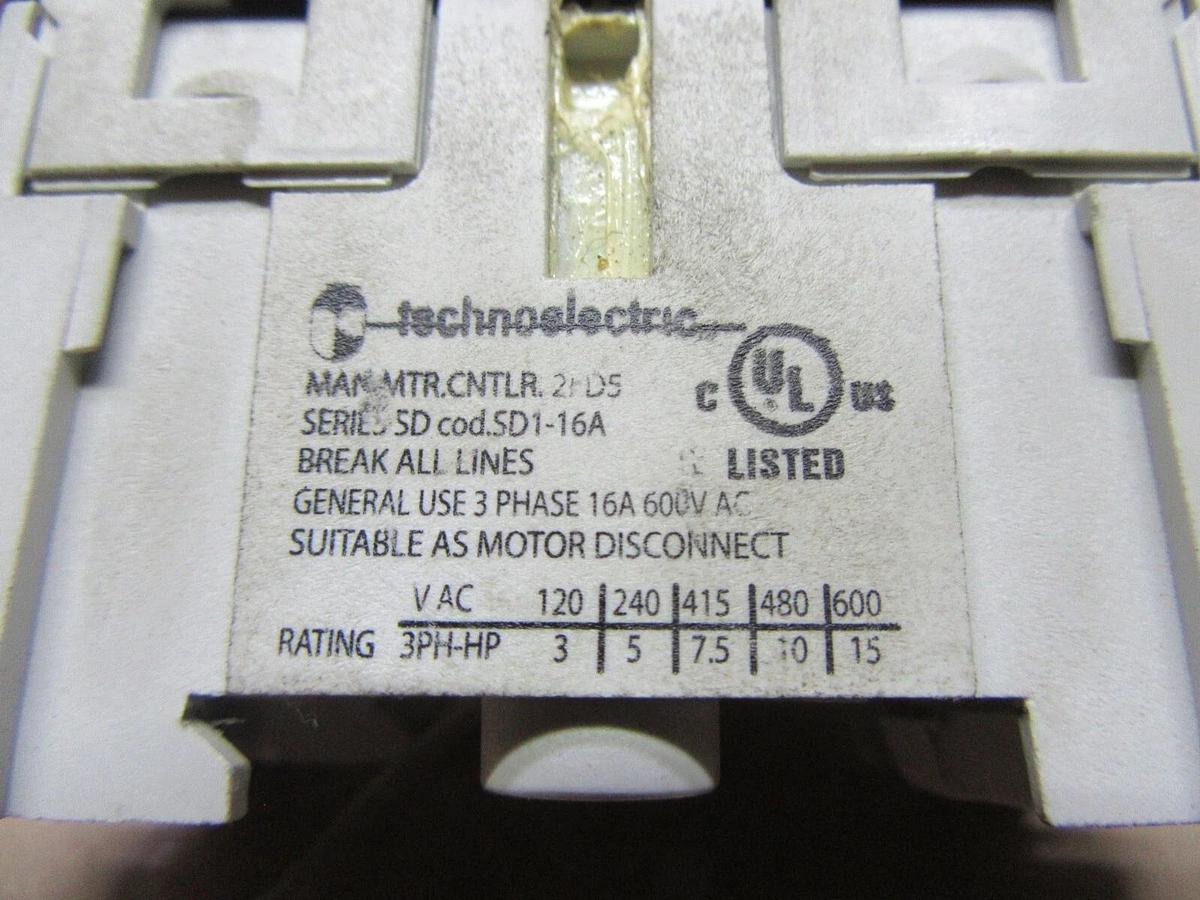 technoelectric
MAN.MTR.CNTLR.
C UL US
SERIES SD cod.SD1-16A
BREAK ALL LINES
LISTED
GENERAL USE 3 PHASE 16A 600V AC
SUITABLE AS MOTOR DISCONNECT
V AC 120 240 415 480 600
RATING 3PH-HP 3 5 7.5 10 15